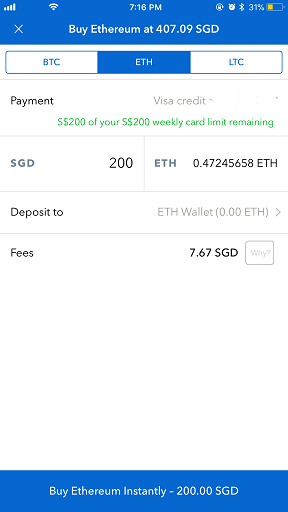 7:16 PM 31%
Buy Ethereum at 407.09 SGD
BTC ETH LTC
Payment Visa credit -
S$200 of your S$200 weekly card limit remaining
SGD 200 ETH 0.47245658 ETH
Deposit to ETH Wallet (0.00 ETH)
Fees 7.67 SGD Why?
Buy Ethereum Instantly – 200.00 SGD